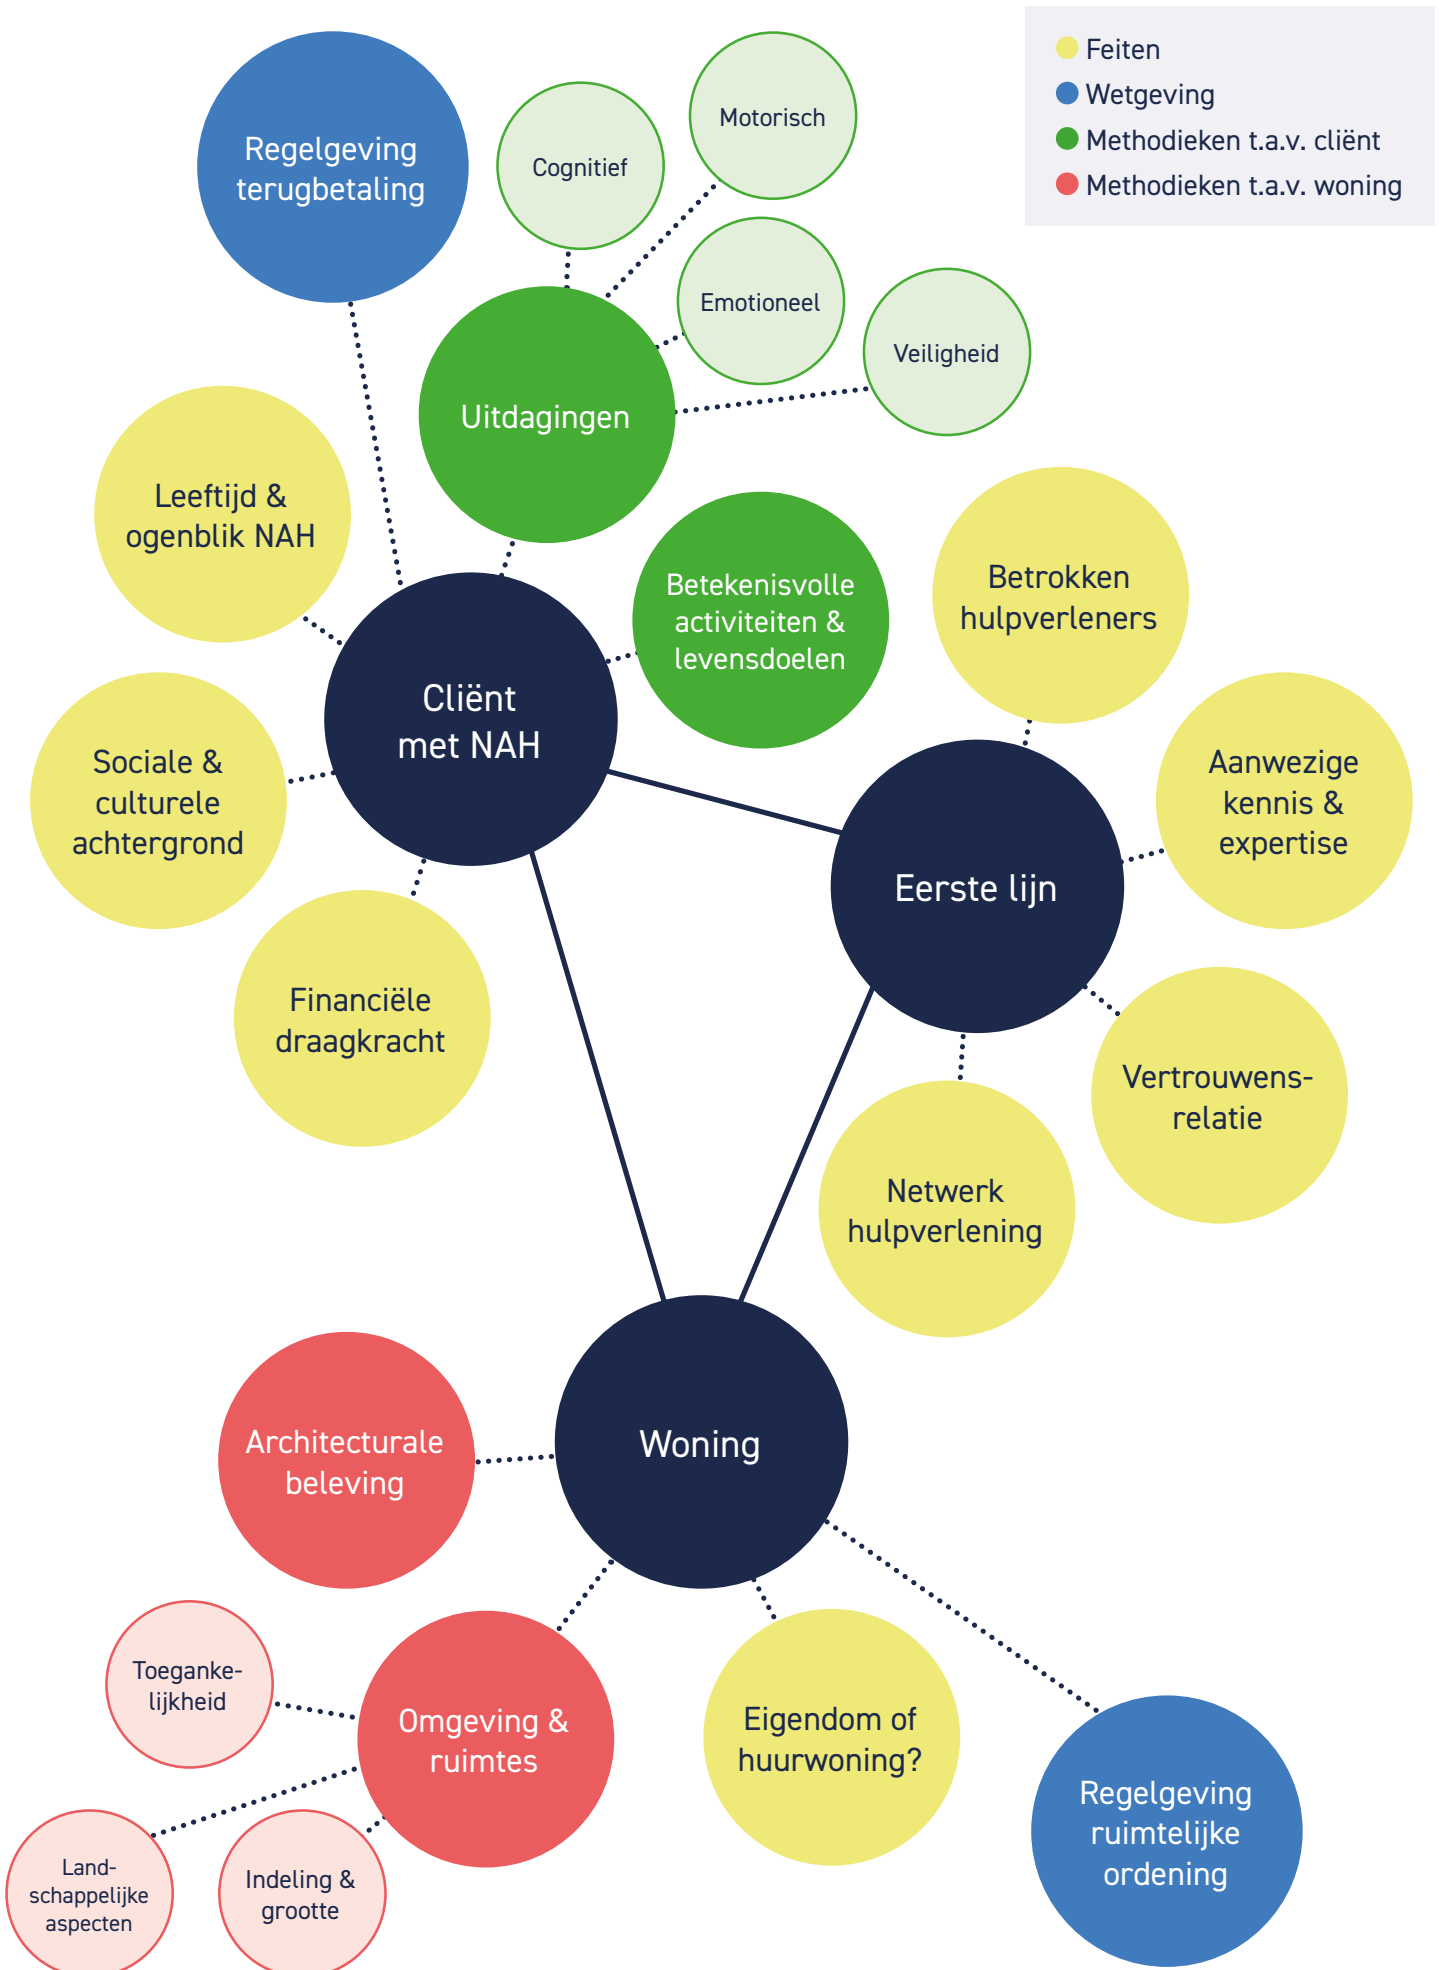 Feiten
Wetgeving
Methodieken t.a.v. cliënt
Methodieken t.a.v. woning
Regelgeving
terugbetaling
Cognitief
Motorisch
Emotioneel
Veiligheid
Uitdagingen
Leeftijd &
ogenblik NAH
Betekenisvolle
activiteiten &
levensdoelen
Betrokken
hulpverleners
Cliënt
met NAH
Sociale &
culturele
achtergrond
Aanwezige
kennis &
expertise
Eerste lijn
Financiële
draagkracht
Vertrouwens-
relatie
Netwerk
hulpverlening
Woning
Architecturale
beleving
Toeganke-
lijkheid
Omgeving &
ruimtes
Eigendom of
huurwoning?
Regelgeving
ruimtelijke
ordening
Land-
schappelijke
aspecten
Indeling &
grootte